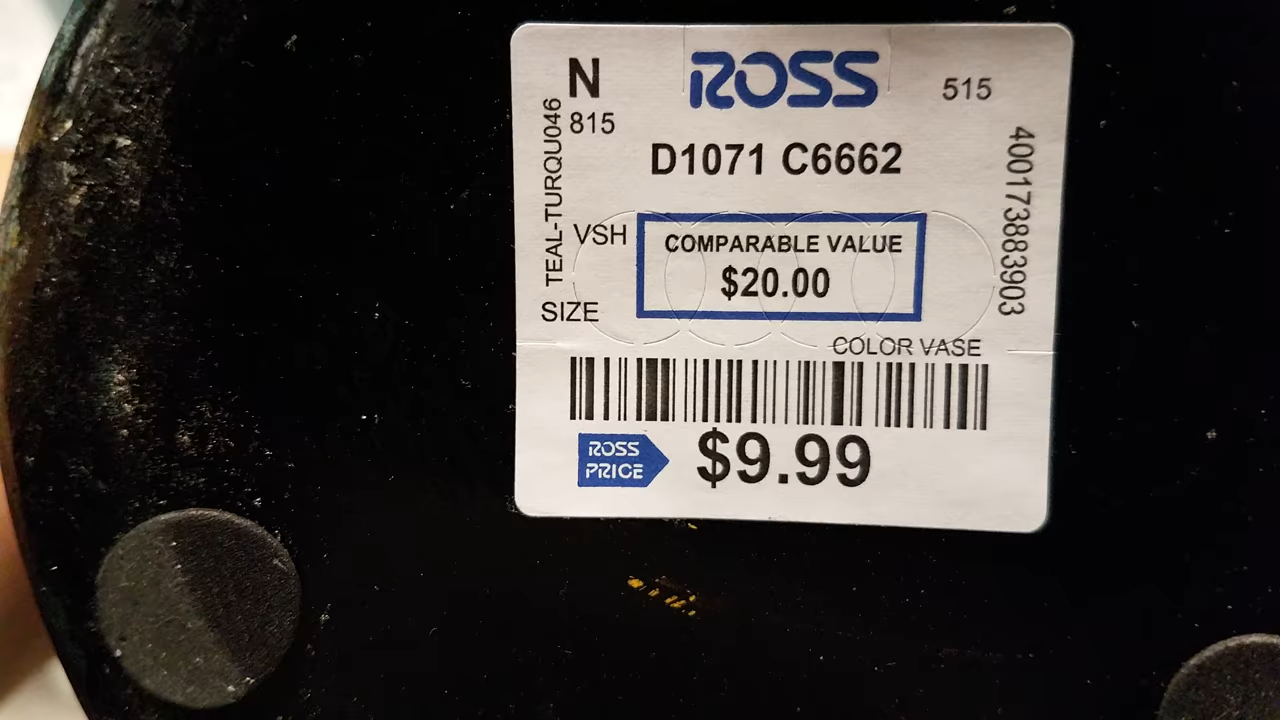 N
ROSS
515
815
D1071 C6662
TEAL-TURQU046
400173883903
VSH
COMPARABLE VALUE
$20.00
SIZE
COLOR VASE
ROSS
PRICE
$9.99